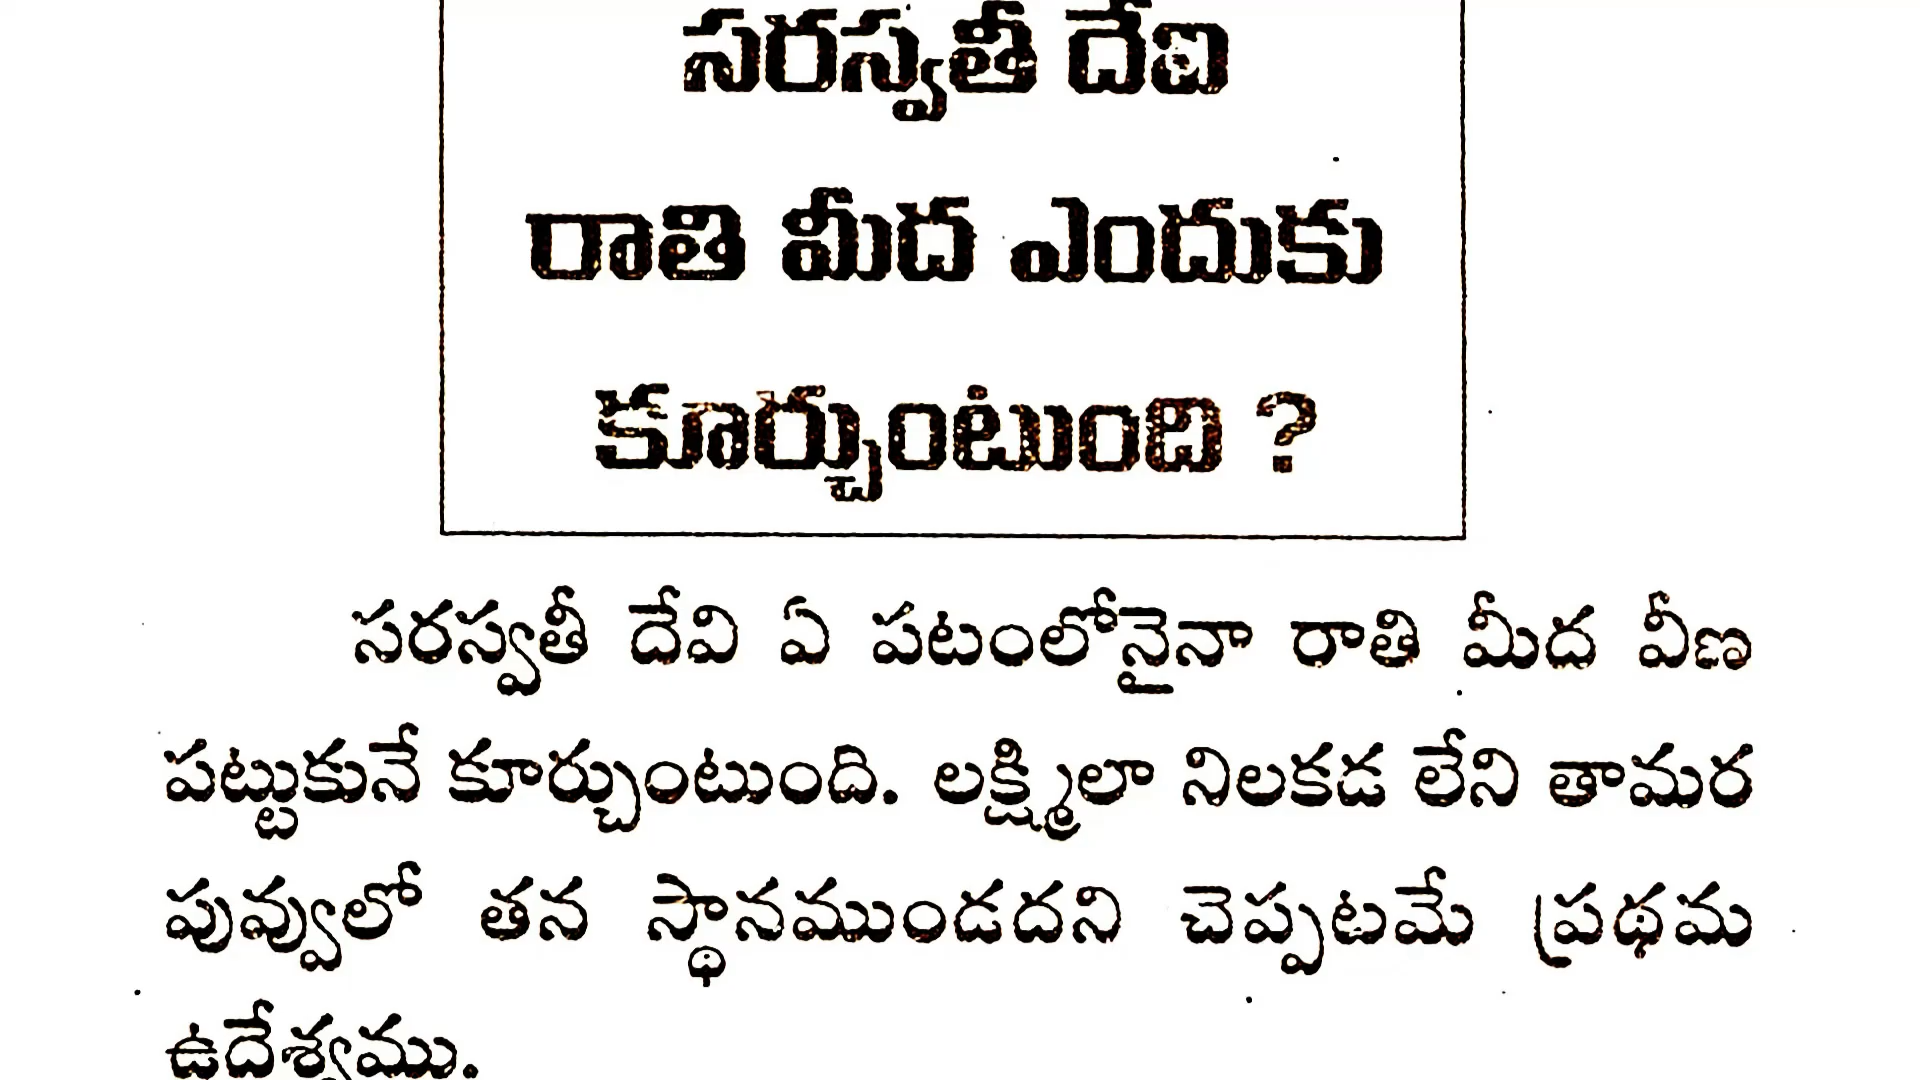 సరస్వతీ దేవి
రాతి మీద ఎందుకు
కూర్చుంటుంది ?
సరస్వతీ దేవి ఏ పటంలోనైనా రాతి మీద వీణ
పట్టుకునే కూర్చుంటుంది. లక్ష్మిలా నిలకడ లేని తామర
పువ్వులో తన స్థానముండదని చెప్పటమే ప్రథమ
ఉదేశ్యము.